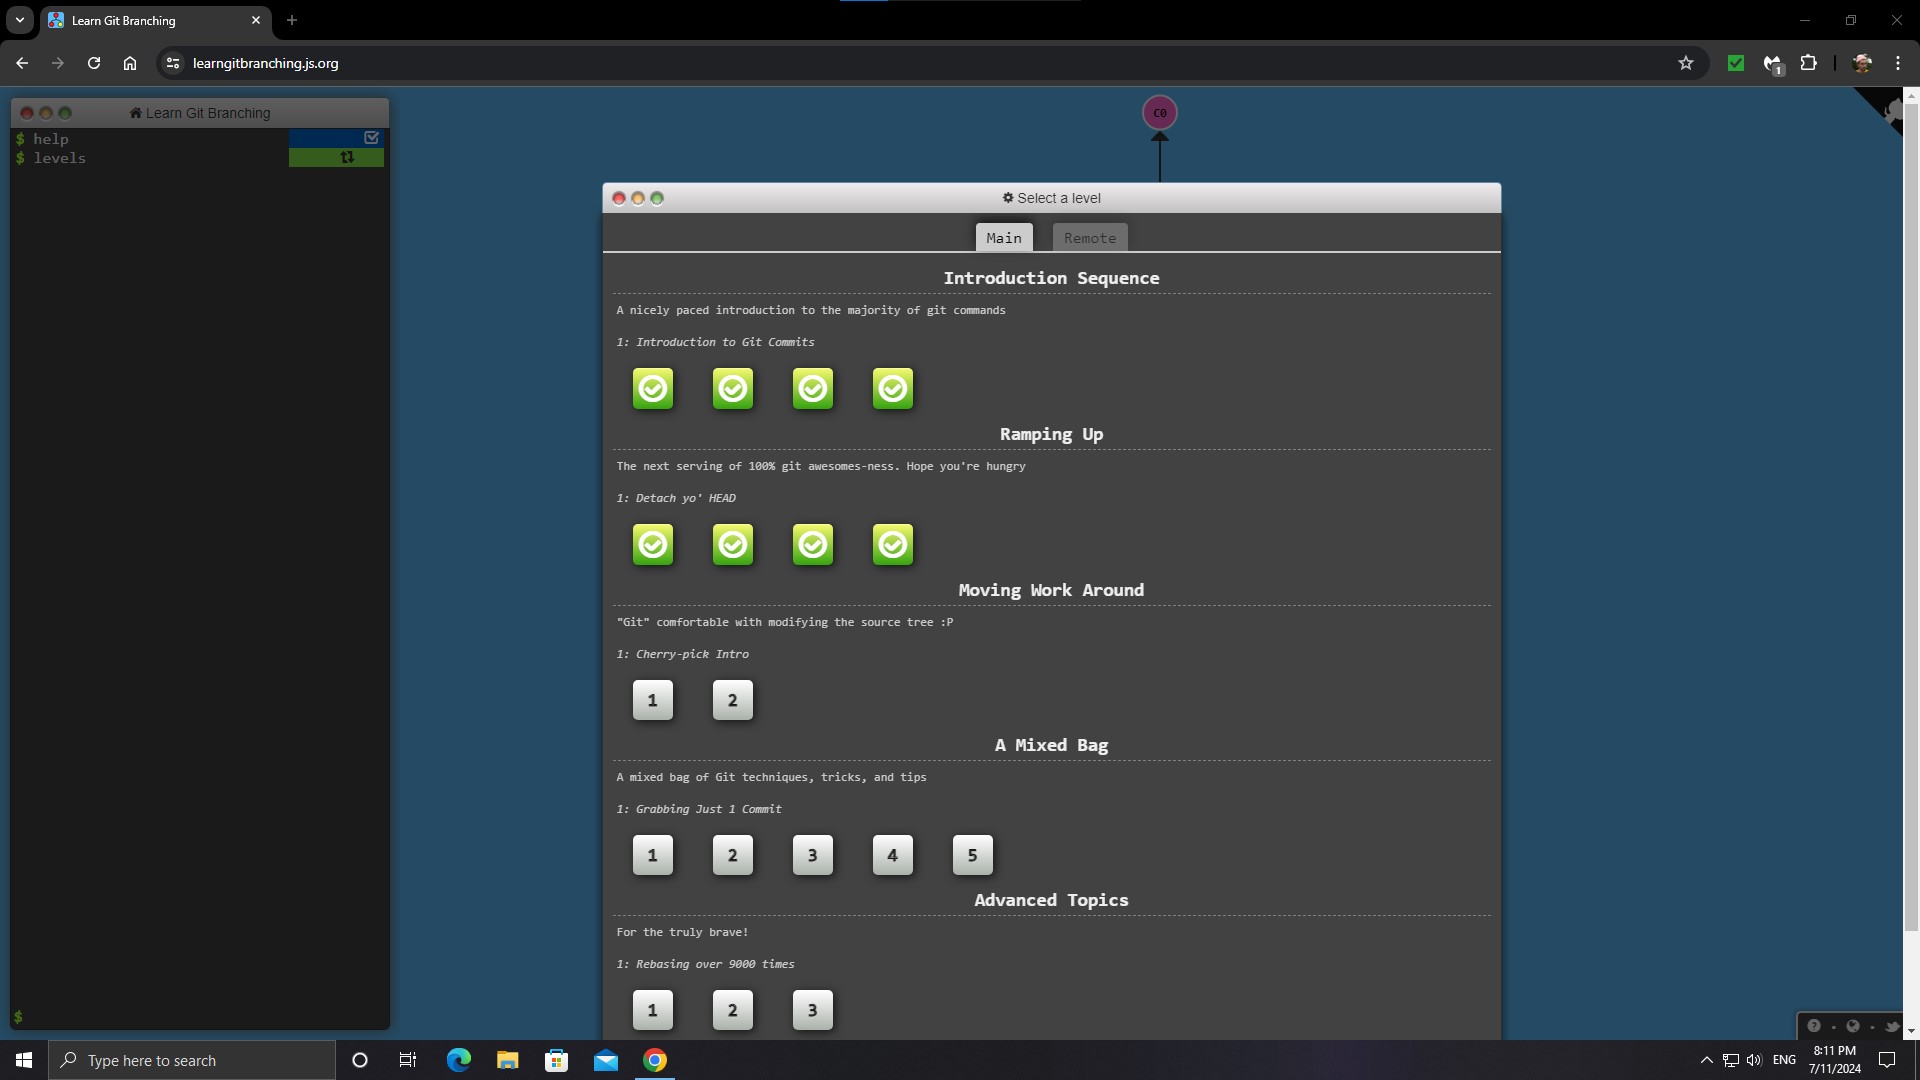 Learn Git Branching
learngitbranching.js.org
1
Learn Git Branching
$ help
$ levels
$
C0
Select a level
Main Remote
Introduction Sequence
A nicely paced introduction to the majority of git commands
1: Introduction to Git Commits
Ramping Up
The next serving of 100% git awesomes-ness. Hope you're hungry
1: Detach yo' HEAD
Moving Work Around
"Git" comfortable with modifying the source tree :P
1: Cherry-pick Intro
1 2
A Mixed Bag
A mixed bag of Git techniques, tricks, and tips
1: Grabbing Just 1 Commit
1 2 3 4 5
Advanced Topics
For the truly brave!
1: Rebasing over 9000 times
1 2 3
Type here to search
ENG
8:11 PM
7/11/2024